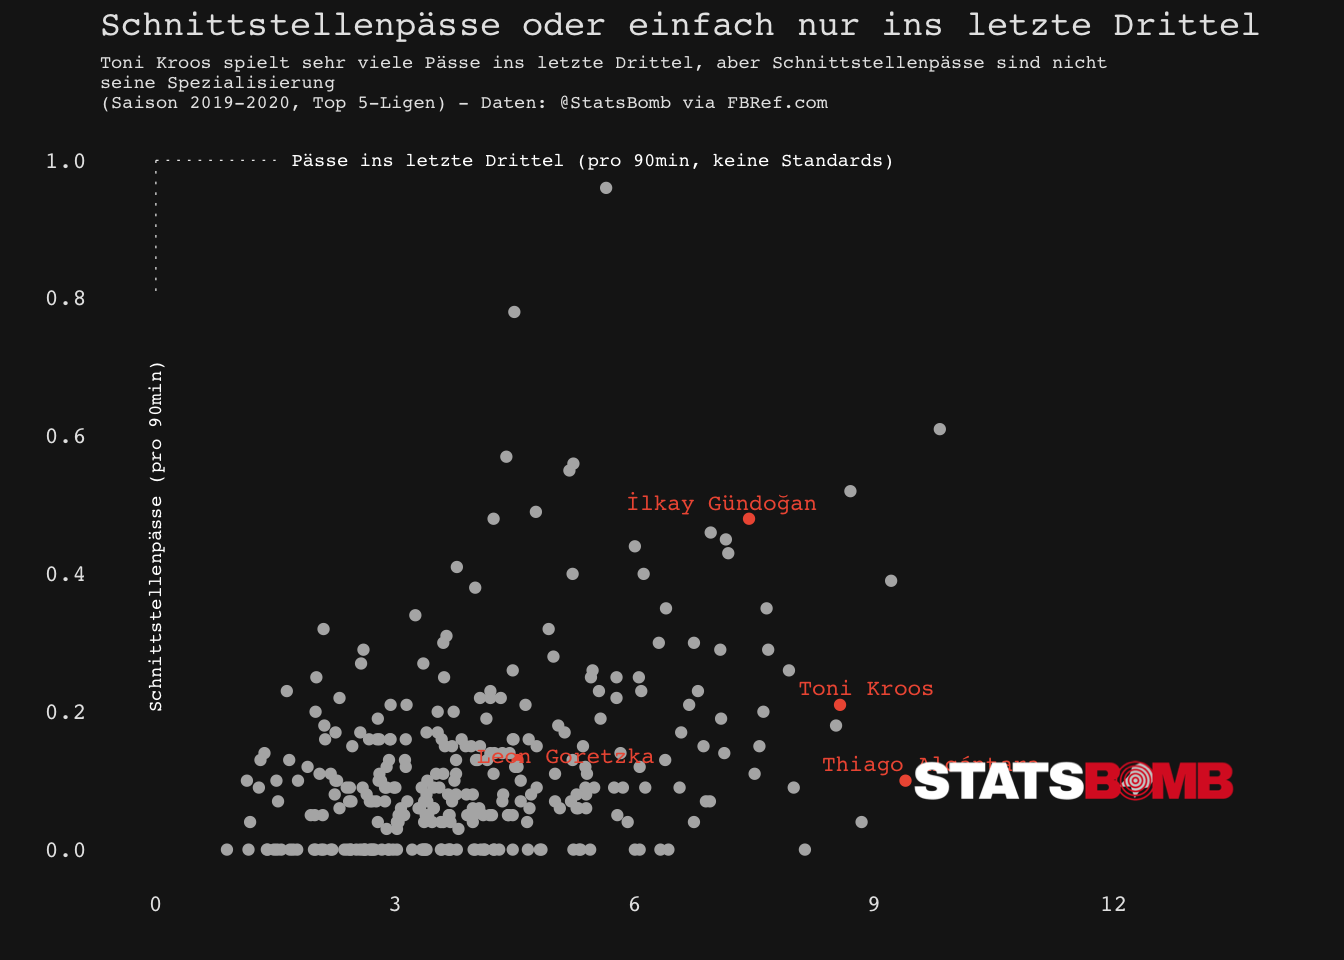 Schnittstellenpässe oder einfach nur ins letzte Drittel
Toni Kroos spielt sehr viele Pässe ins letzte Drittel, aber Schnittstellenpässe sind nicht
seine Spezialisierung
(Saison 2019-2020, Top 5-Ligen) - Daten: @StatsBomb via FBRef.com
1.0
Pässe ins letzte Drittel (pro 90min, keine Standards)
0.8
Schnittstellenpässe (pro 90min)
0.6
İlkay Gündoğan
0.4
Toni Kroos
0.2
Leon Goretzka
Thiago
STATSBOMB
0.0
0
3
6
9
12